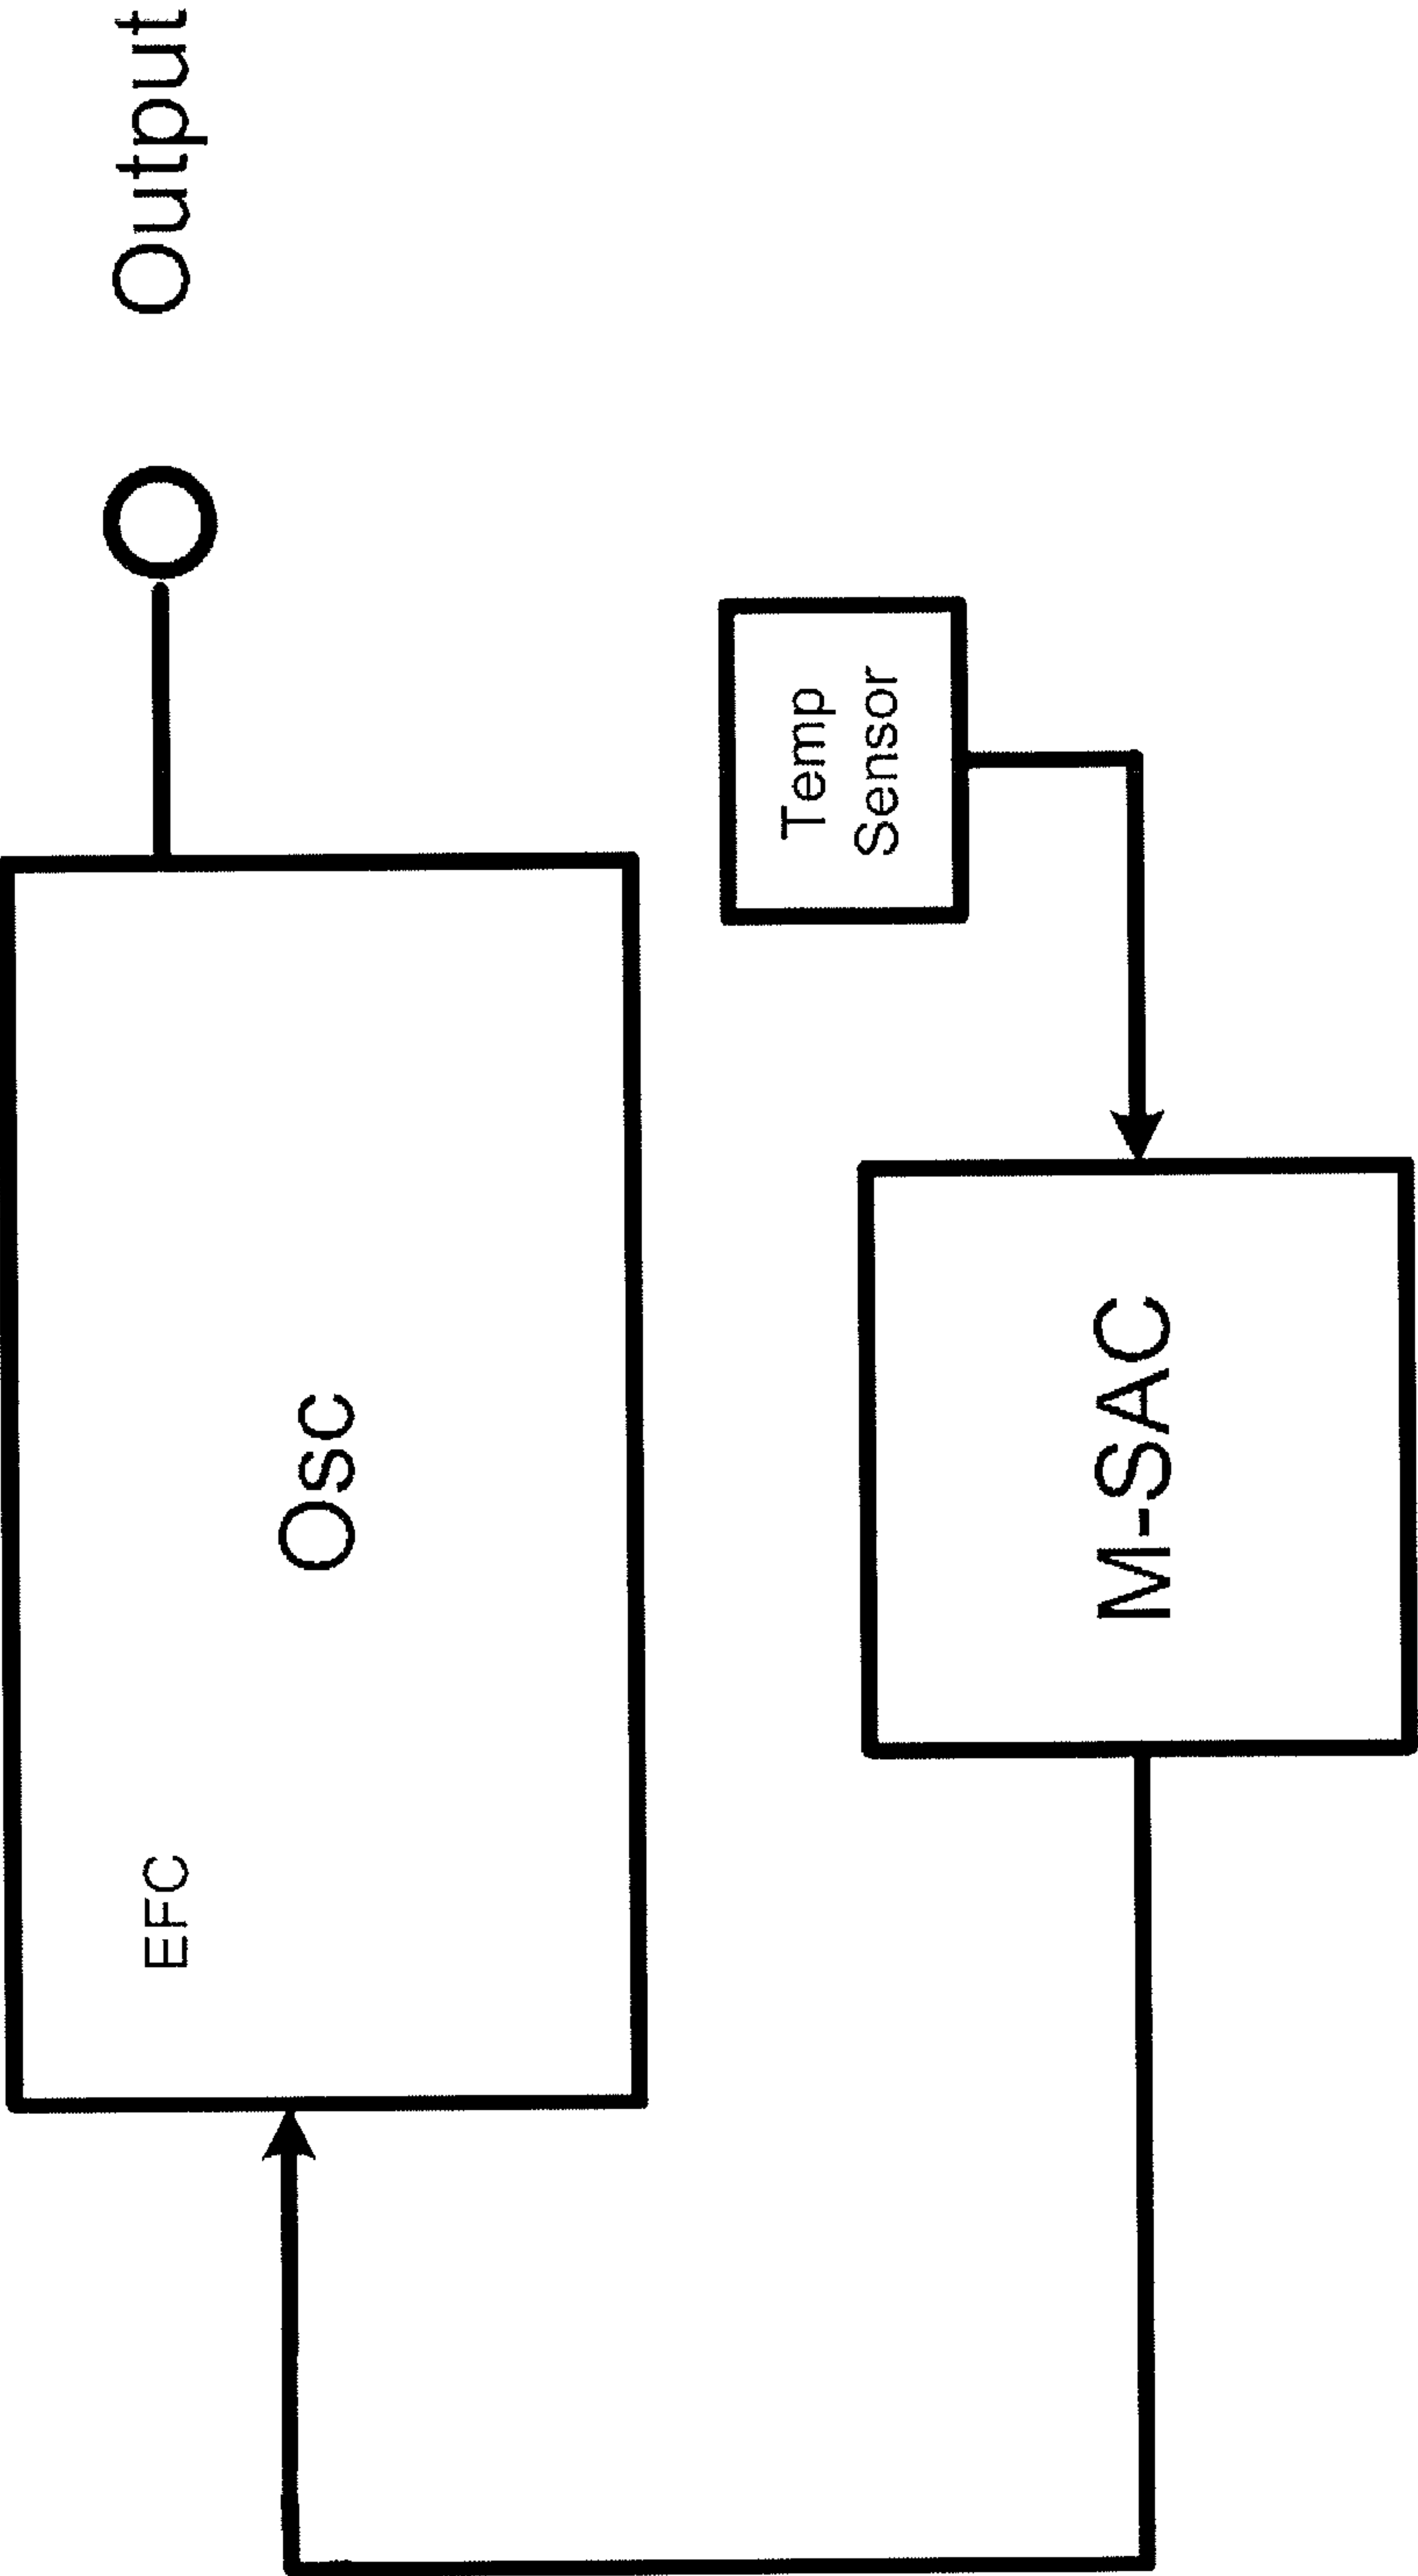 Output
EFC
Osc
Temp
Sensor
M-SAC